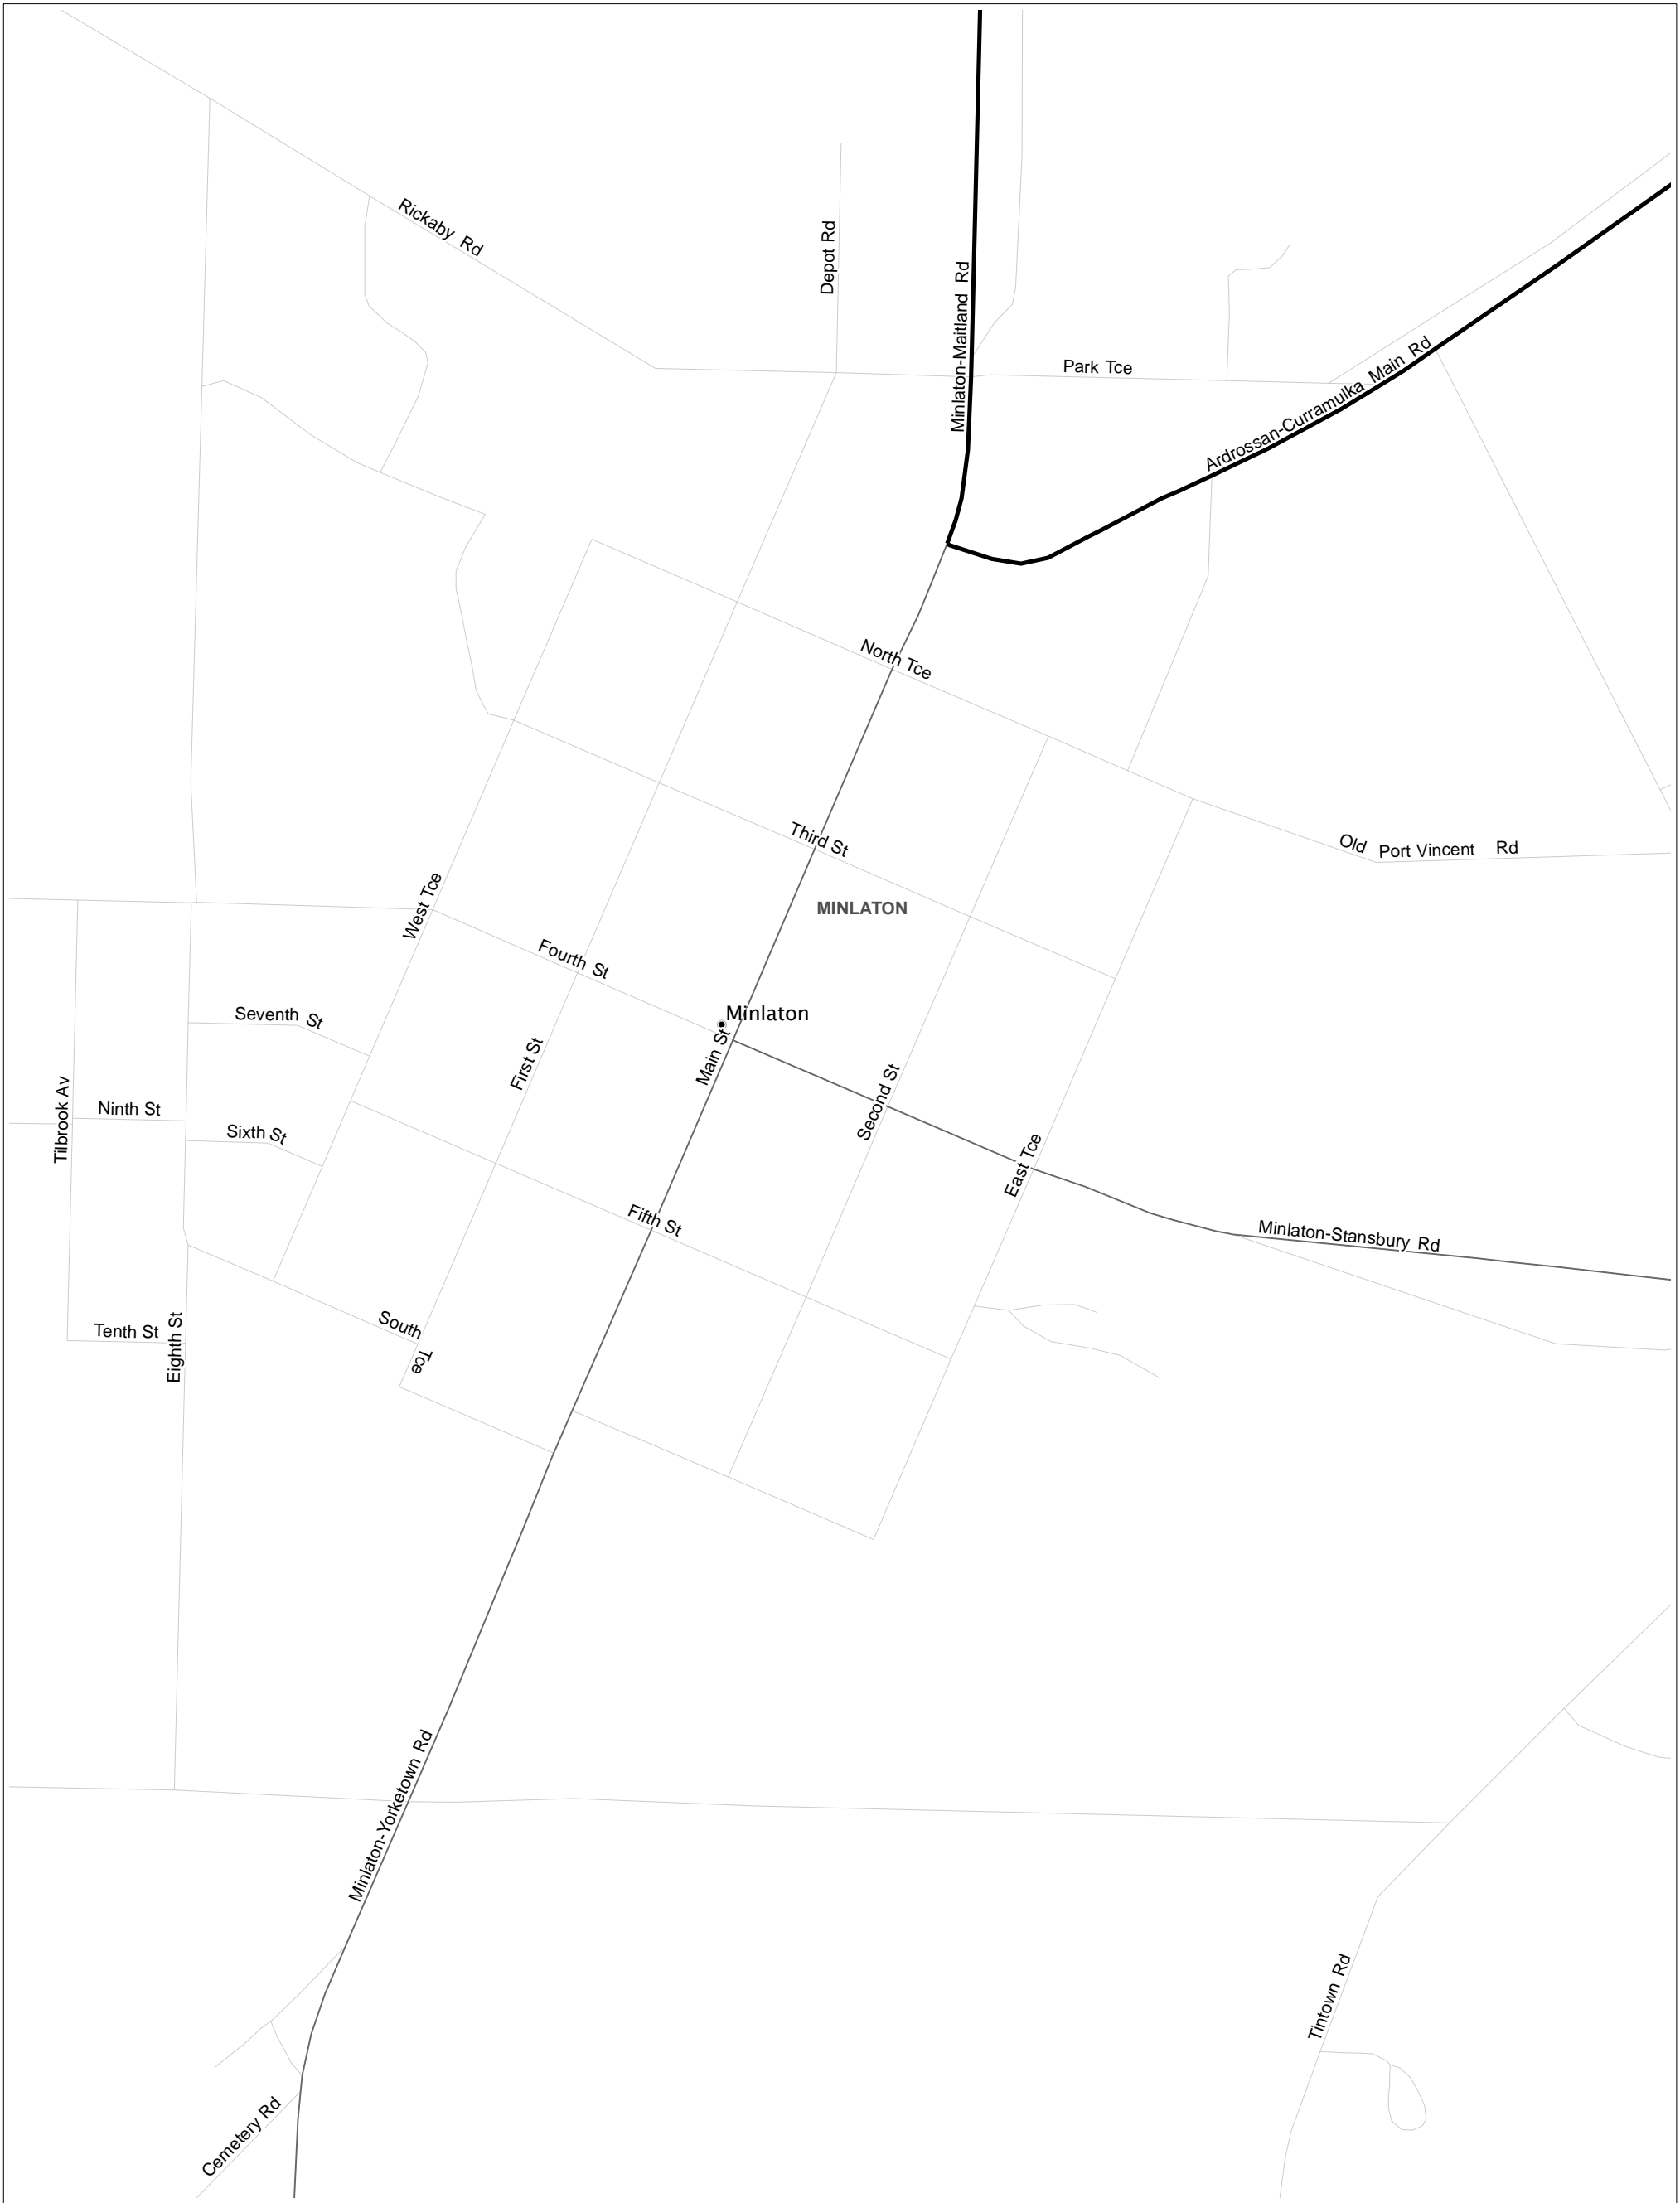 Rickaby Rd
Depot Rd
Minlaton-Maitland Rd
Park Tce
Ardrossan-Curramulka Main Rd
North Tce
Third St
Old Port Vincent Rd
West Tce
MINLATON
Fourth St
Minlaton
Seventh St
First St
Main St
Second St
Tilbrook Av
Ninth St
Sixth St
East Tce
Fifth St
Minlaton-Stansbury Rd
South Tce
Tenth St
Eighth St
Minlaton-Yorketown Rd
Tintown Rd
Cemetery Rd